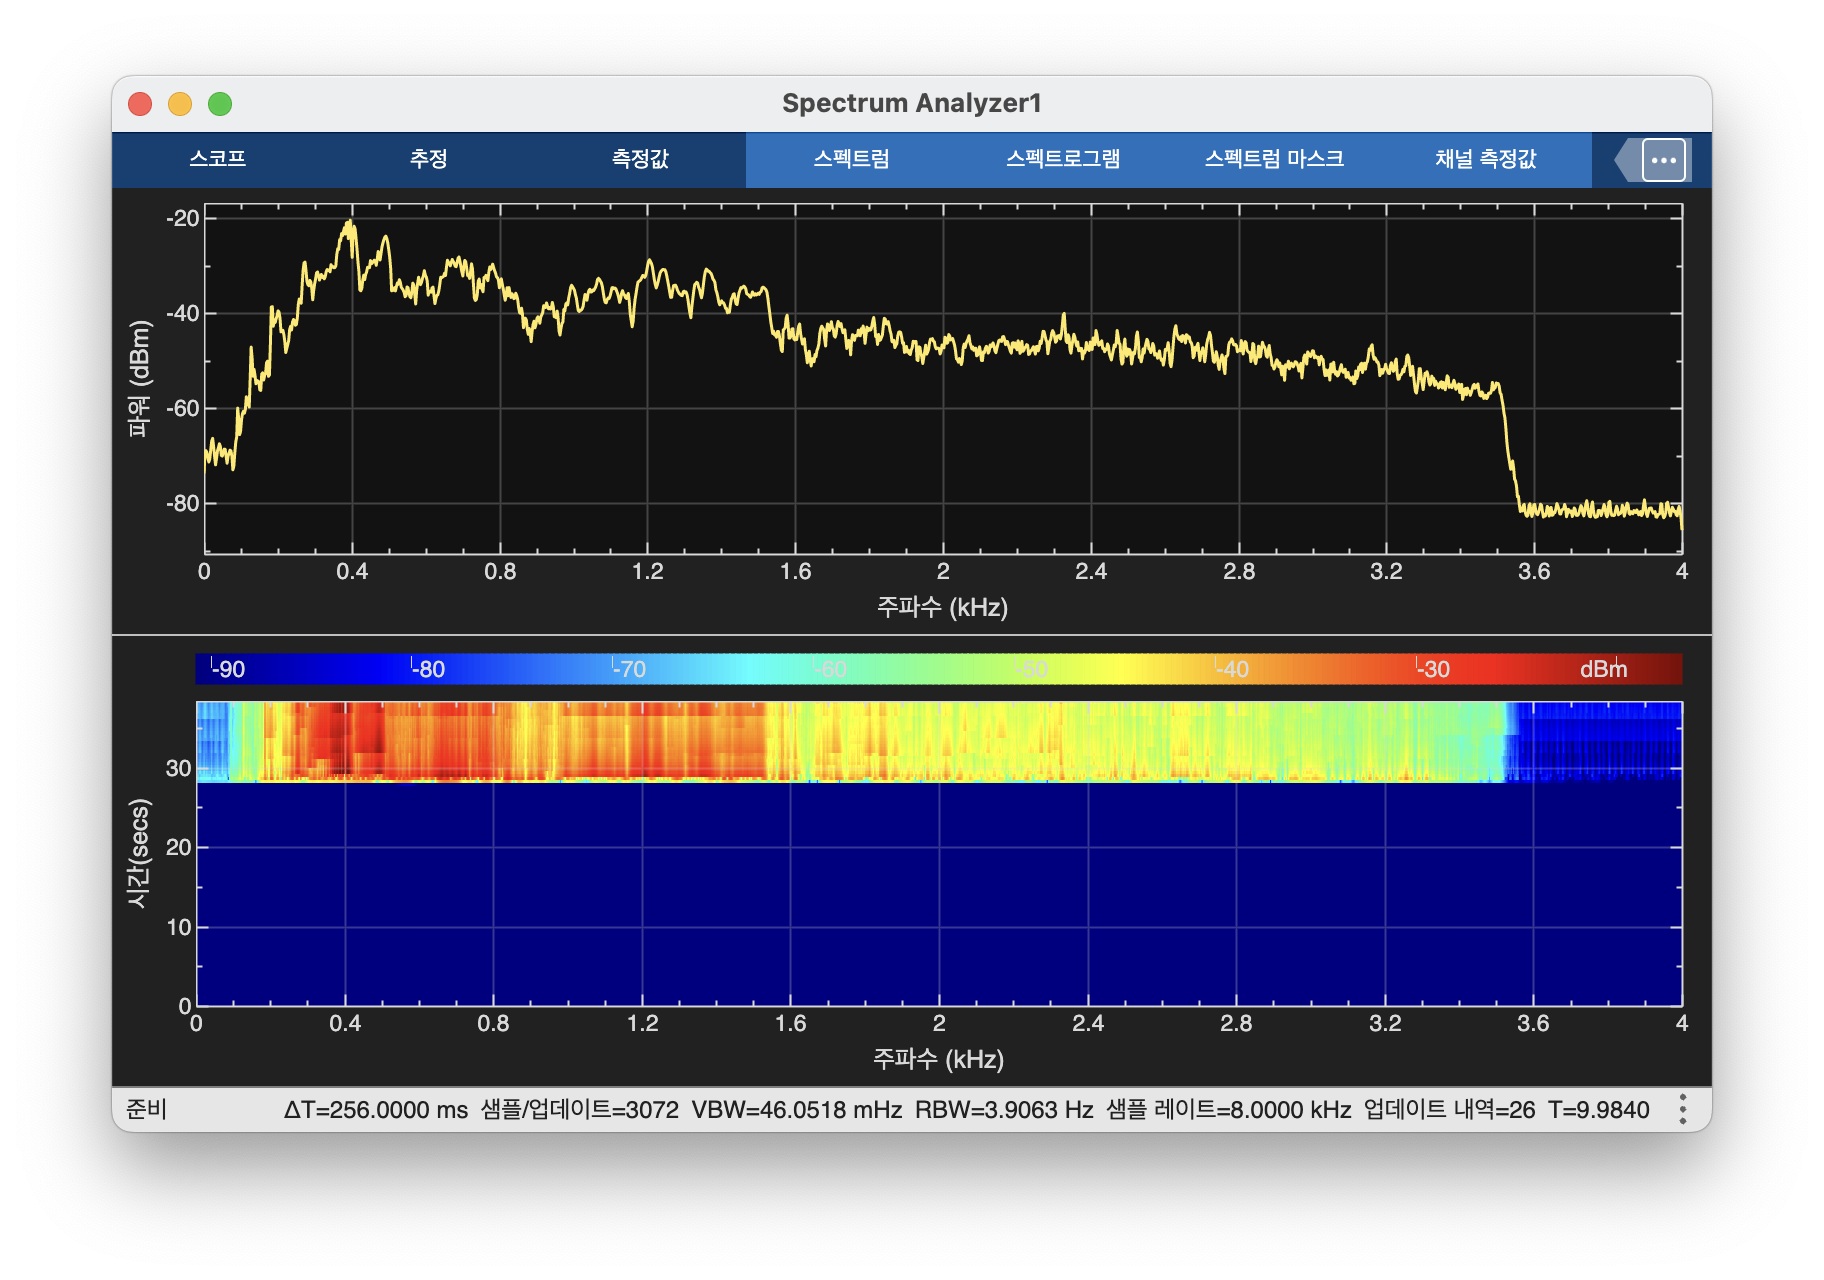 Spectrum Analyzer1
스코프 추정 측정값 스펙트럼 스펙트로그램 스펙트럼 마스크 채널 측정값
-20
-40
-60
-80
파워 (dBm)
0 0.4 0.8 1.2 1.6 2 2.4 2.8 3.2 3.6 4
주파수 (kHz)
-90 -80 -70 -60 -50 -40 -30 dBm
30
20
10
0
시간(secs)
0 0.4 0.8 1.2 1.6 2 2.4 2.8 3.2 3.6 4
주파수 (kHz)
준비 ΔT=256.0000 ms 샘플/업데이트=3072 VBW=46.0518 mHz RBW=3.9063 Hz 샘플 레이트=8.0000 kHz 업데이트 내역=26 T=9.9840